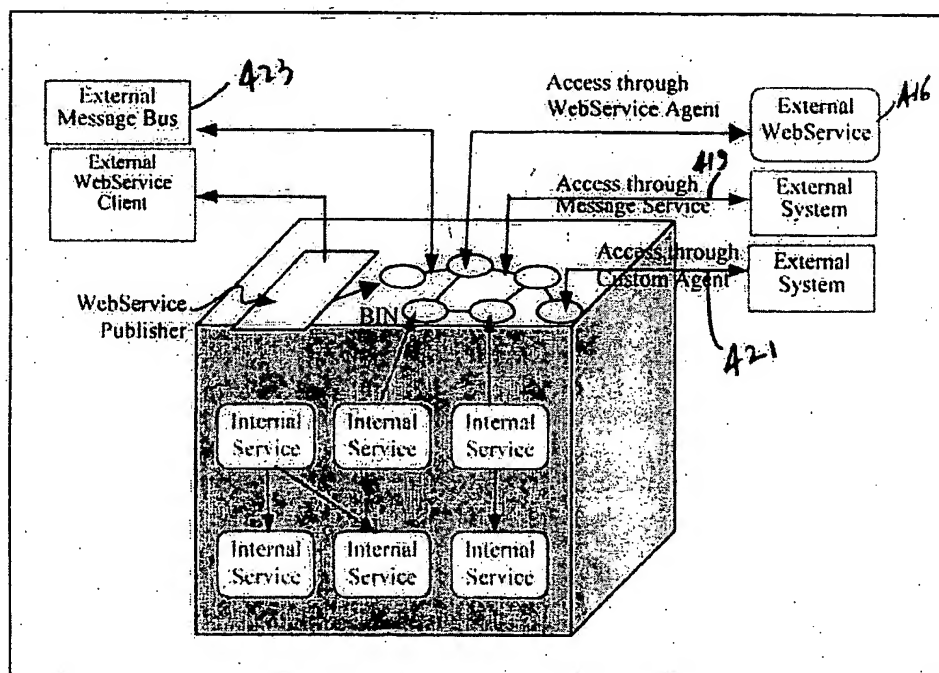 423
External
Message Bus
External
WebService
Client
Access through
WebService Agent
416
External
WebService
419
Access through
Message Service
External
System
Access through
Custom Agent
External
System
421
WebService
Publisher
BIN
Internal
Service
Internal
Service
Internal
Service
Internal
Service
Internal
Service
Internal
Service